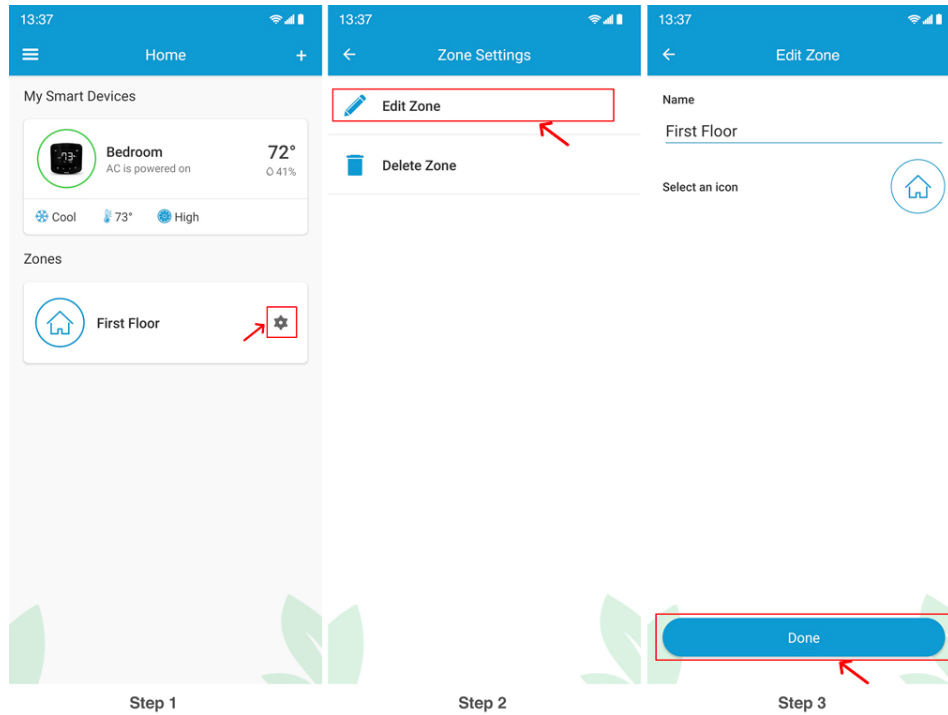 13:37
Home
+
My Smart Devices
Bedroom
AC is powered on
72°
41%
Cool
73°
High
Zones
First Floor
Step 1
13:37
Zone Settings
Edit Zone
Delete Zone
Step 2
13:37
Edit Zone
Name
First Floor
Select an icon
Done
Step 3